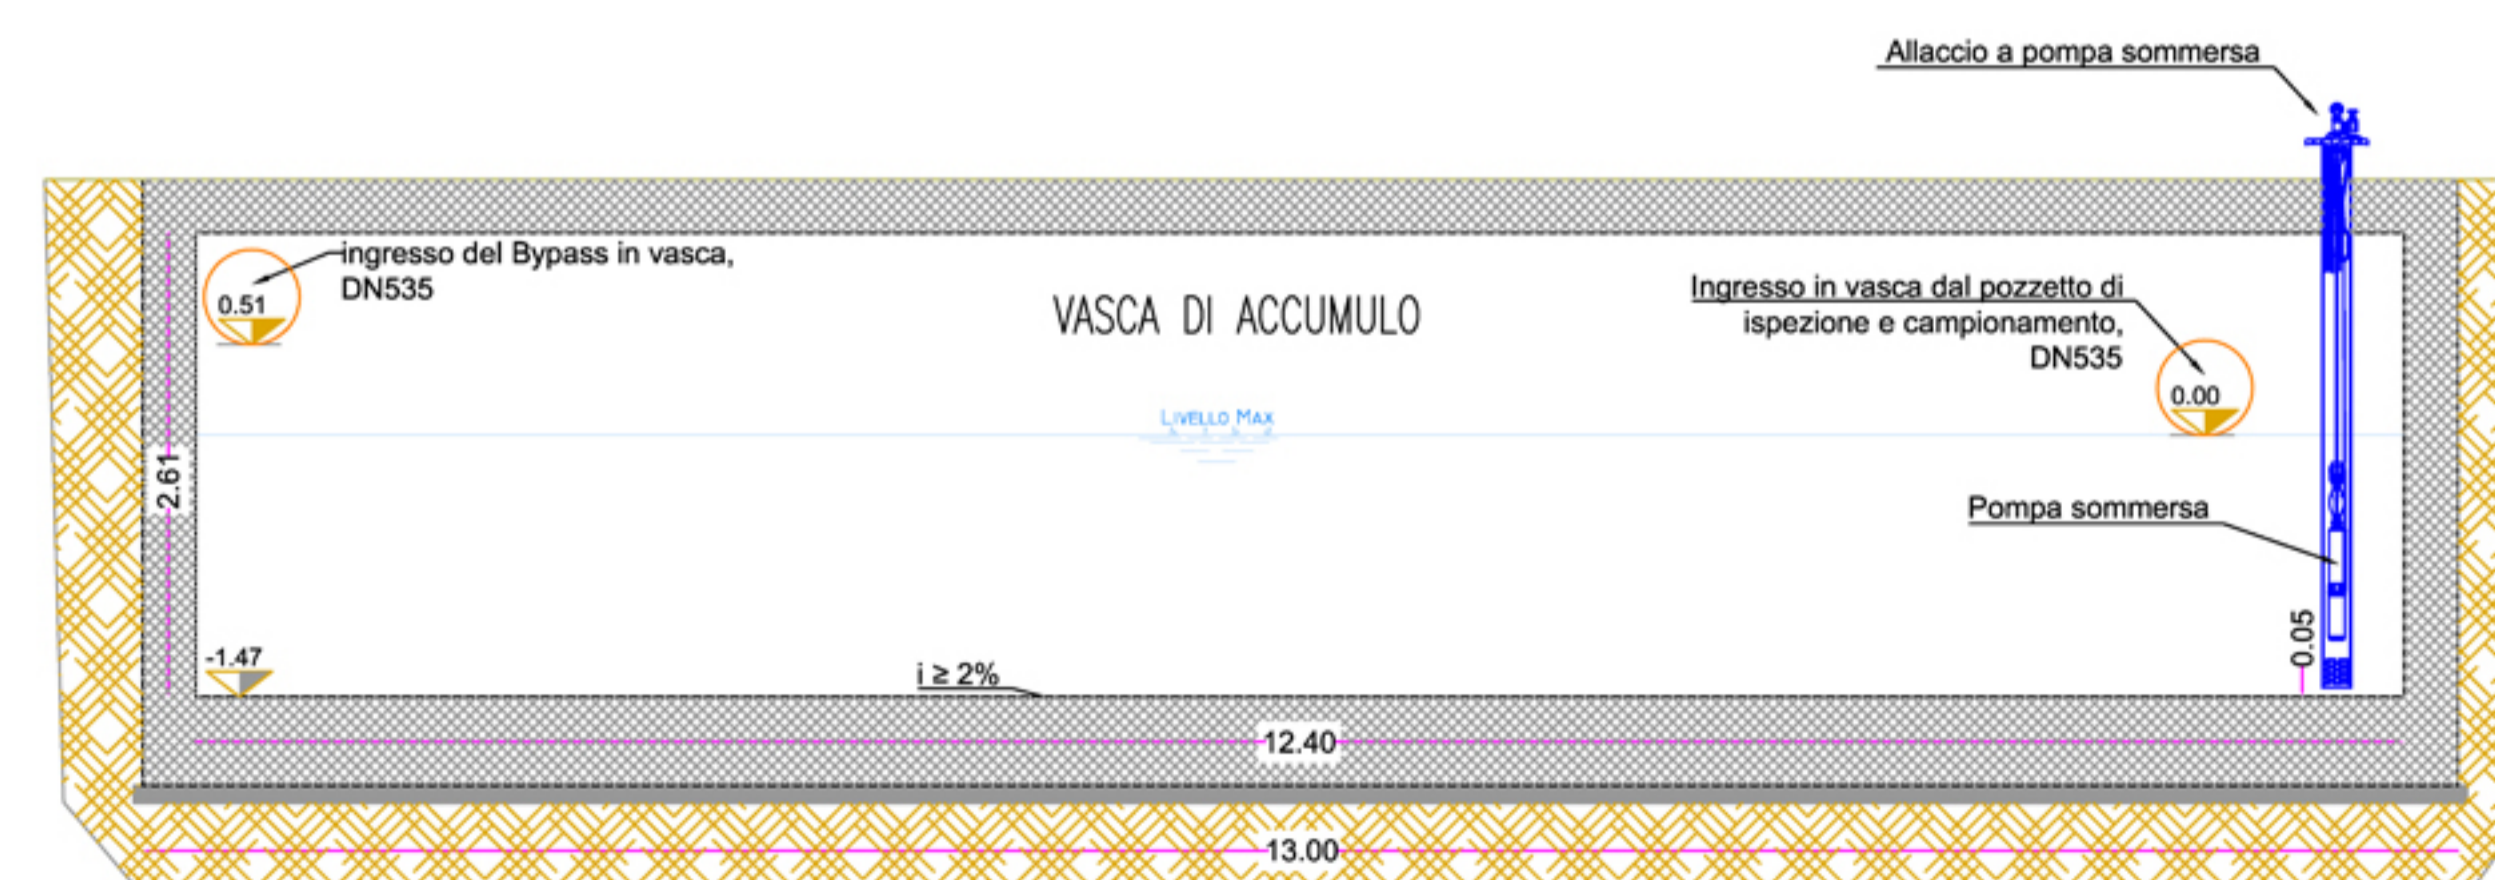 Allaccio a pompa sommersa
ingresso del Bypass in vasca,
DN535
0.51
VASCA DI ACCUMULO
Ingresso in vasca dal pozzetto di
ispezione e campionamento,
DN535
0.00
LIVELLO MAX
2.61
Pompa sommersa
0.05
-1.47
i ≥ 2%
12.40
13.00